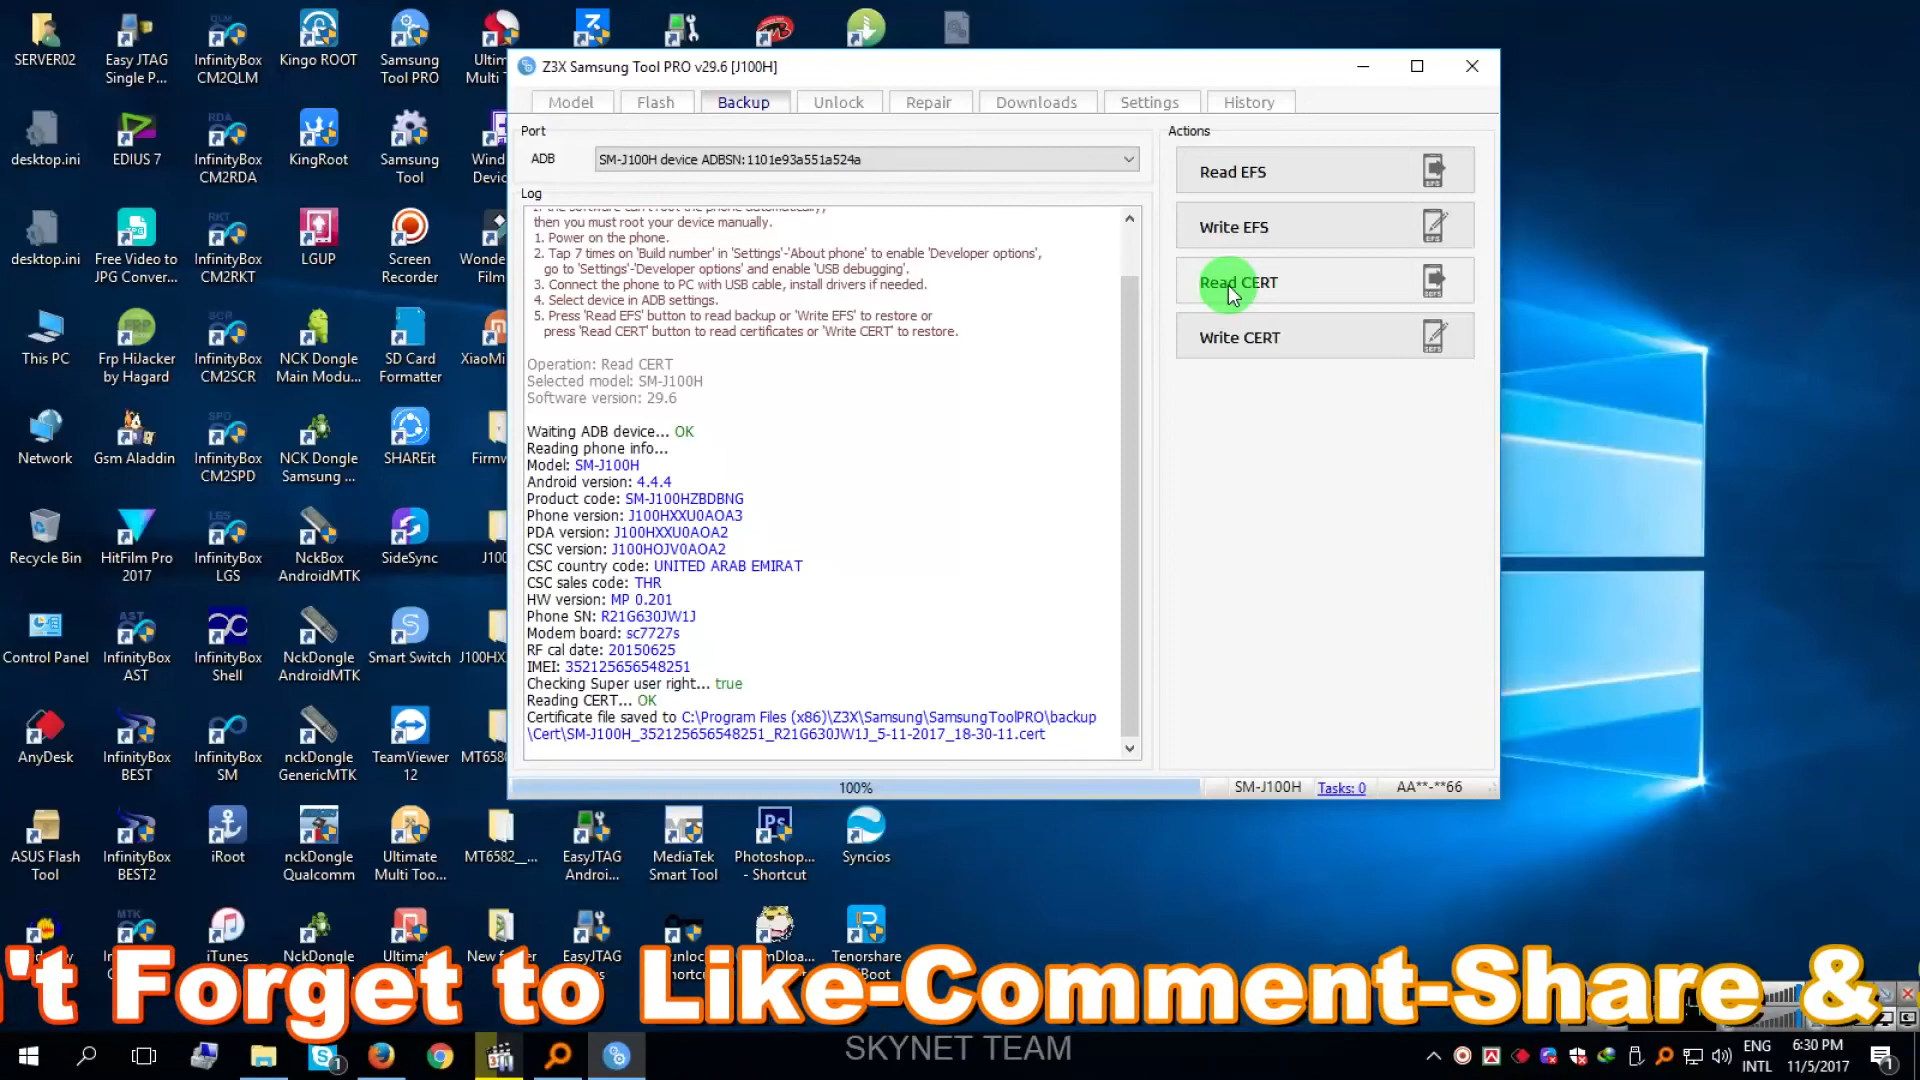 SERVER02
Easy JTAG
Single P...
InfinityBox
CM2QLM
Kingo ROOT
Samsung
Tool PRO
Ultim
Multi T
desktop.ini
EDIUS 7
InfinityBox
CM2RDA
KingRoot
Samsung
Tool
Wind
Devic
desktop.ini
Free Video to
JPG Conver...
InfinityBox
CM2RKT
LGUP
Screen
Recorder
Wonde
Film
This PC
Frp HiJacker
by Hagard
InfinityBox
CM2SCR
NCK Dongle
Main Modu...
SD Card
Formatter
XiaoMi
Network
Gsm Aladdin
InfinityBox
CM2SPD
NCK Dongle
Samsung ...
SHAREit
Firmw
Recycle Bin
HitFilm Pro
2017
InfinityBox
LGS
NckBox
AndroidMTK
SideSync
J100
Control Panel
InfinityBox
AST
InfinityBox
Shell
NckDongle
AndroidMTK
Smart Switch
J100HX
AnyDesk
InfinityBox
BEST
InfinityBox
SM
nckDongle
GenericMTK
TeamViewer
12
MT658
ASUS Flash
Tool
InfinityBox
BEST2
iRoot
nckDongle
Qualcomm
Ultimate
Multi Too...
MT6582__...
EasyJTAG
Androi...
MediaTek
Smart Tool
Photoshop...
- Shortcut
Syncios
iTunes
NckDongle
Ultimat
New f
EasyJTAG
Tenorshare
Z3X Samsung Tool PRO v29.6 [J100H]
Model
Flash
Backup
Unlock
Repair
Downloads
Settings
History
Port
ADB
SM-J100H device ADBSN:1101e93a551a524a
Log
then you must root your device manually.
1. Power on the phone.
2. Tap 7 times on 'Build number' in 'Settings'-'About phone' to enable 'Developer options',
go to 'Settings'-'Developer options' and enable 'USB debugging'.
3. Connect the phone to PC with USB cable, install drivers if needed.
4. Select device in ADB settings.
5. Press 'Read EFS' button to read backup or 'Write EFS' to restore or
press 'Read CERT' button to read certificates or 'Write CERT' to restore.
Operation: Read CERT
Selected model: SM-J100H
Software version: 29.6
Waiting ADB device... OK
Reading phone info...
Model: SM-J100H
Android version: 4.4.4
Product code: SM-J100HZBDBNG
Phone version: J100HXXU0AOA3
PDA version: J100HXXU0AOA2
CSC version: J100HOJV0AOA2
CSC country code: UNITED ARAB EMIRAT
CSC sales code: THR
HW version: MP 0.201
Phone SN: R21G630JW1J
Modem board: sc7727s
RF cal date: 20150625
IMEI: 352125656548251
Checking Super user right... true
Reading CERT... OK
Certificate file saved to C:\Program Files (x86)\Z3X\Samsung\SamsungToolPRO\backup
\Cert\SM-J100H_352125656548251_R21G630JW1J_5-11-2017_18-30-11.cert
Actions
Read EFS
Write EFS
Read CERT
Write CERT
100%
SM-J100H
Tasks: 0
AA**-**66
't Forget to Like-Comment-Share &
SKYNET TEAM
ENG
INTL
6:30 PM
11/5/2017